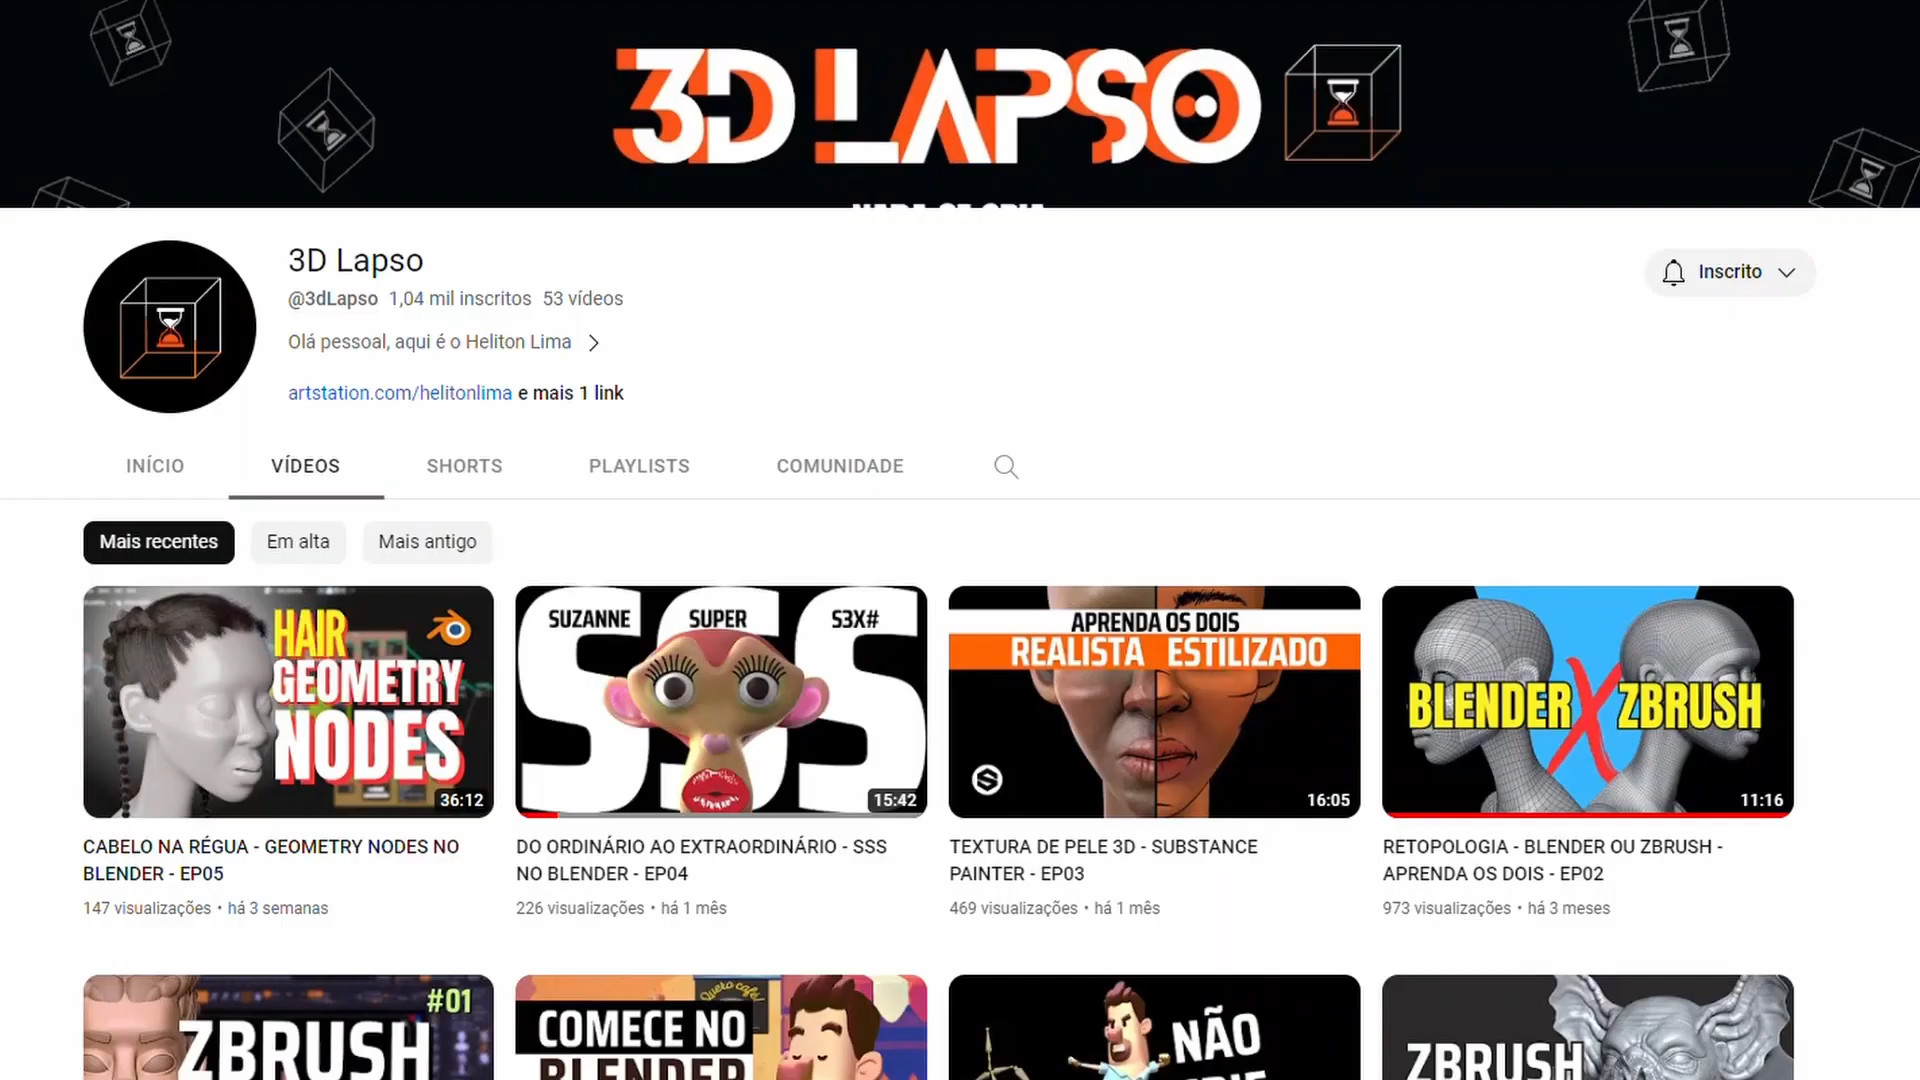 3D LAPSO
3D Lapso
@3dLapso 1,04 mil inscritos 53 vídeos
Inscrito
Olá pessoal, aqui é o Heliton Lima
artstation.com/helitonlima e mais 1 link
INÍCIO VÍDEOS SHORTS PLAYLISTS COMUNIDADE
Mais recentes Em alta Mais antigo
HAIR
GEOMETRY
NODES
36:12
SUZANNE SUPER S3X#
SSS
15:42
APRENDA OS DOIS
REALISTA ESTILIZADO
16:05
BLENDER X ZBRUSH
11:16
CABELO NA RÉGUA - GEOMETRY NODES NO
BLENDER - EP05
147 visualizações • há 3 semanas
DO ORDINÁRIO AO EXTRAORDINÁRIO - SSS
NO BLENDER - EP04
226 visualizações • há 1 mês
TEXTURA DE PELE 3D - SUBSTANCE
PAINTER - EP03
469 visualizações • há 1 mês
RETOPOLOGIA - BLENDER OU ZBRUSH -
APRENDA OS DOIS - EP02
973 visualizações • há 3 meses
#01
ZBRUSH
Quero café!
COMECE NO
BLENDER
NÃO
ZBRUSH